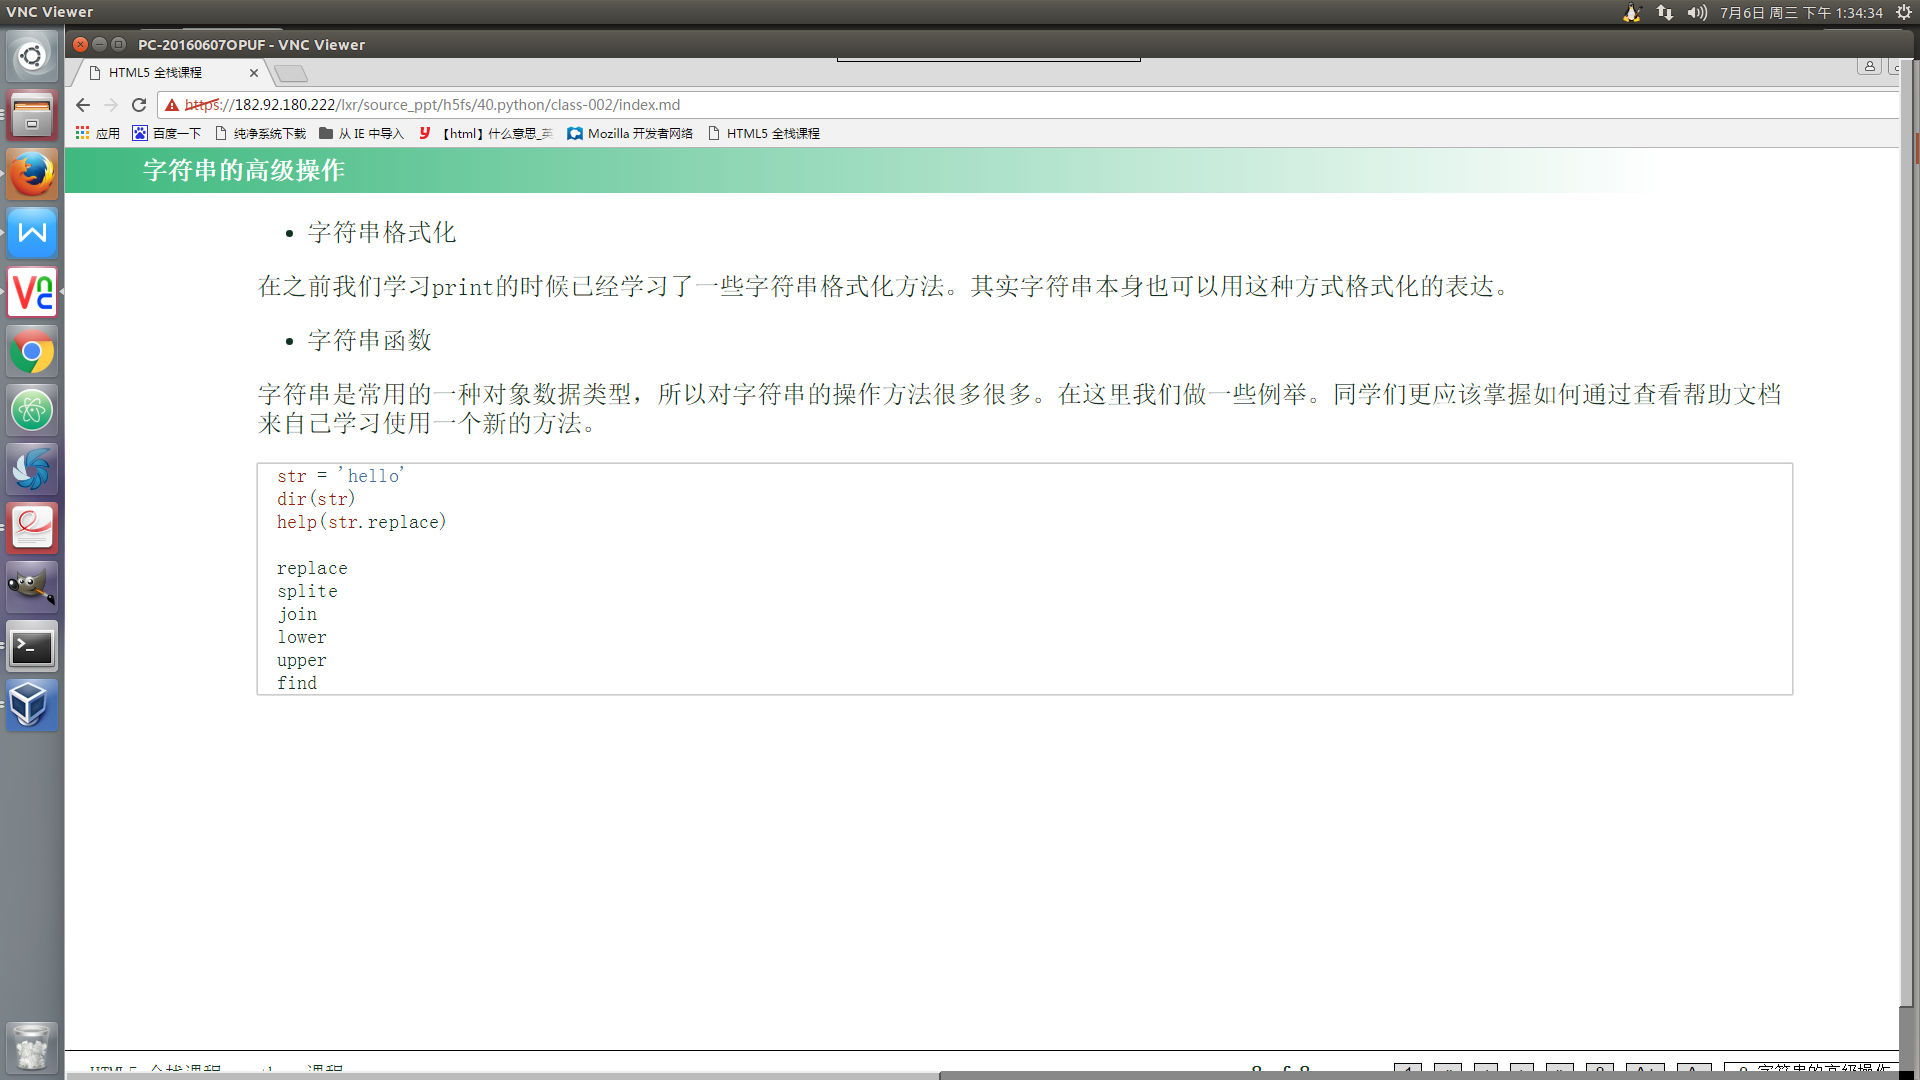 VNC Viewer
7月6日 周三 下午 1:34:34
PC-20160607OPUF - VNC Viewer
HTML5 全栈课程
https://182.92.180.222/lxr/source_ppt/h5fs/40.python/class-002/index.md
应用 百度一下 纯净系统下载 从 IE 中导入 【html】什么意思_英 Mozilla 开发者网络 HTML5 全栈课程
字符串的高级操作
字符串格式化
在之前我们学习print的时候已经学习了一些字符串格式化方法。其实字符串本身也可以用这种方式格式化的表达。
字符串函数
字符串是常用的一种对象数据类型，所以对字符串的操作方法很多很多。在这里我们做一些例举。同学们更应该掌握如何通过查看帮助文档
来自己学习使用一个新的方法。
str = 'hello'
dir(str)
help(str.replace)
replace
splite
join
lower
upper
find
字符串的高级操作